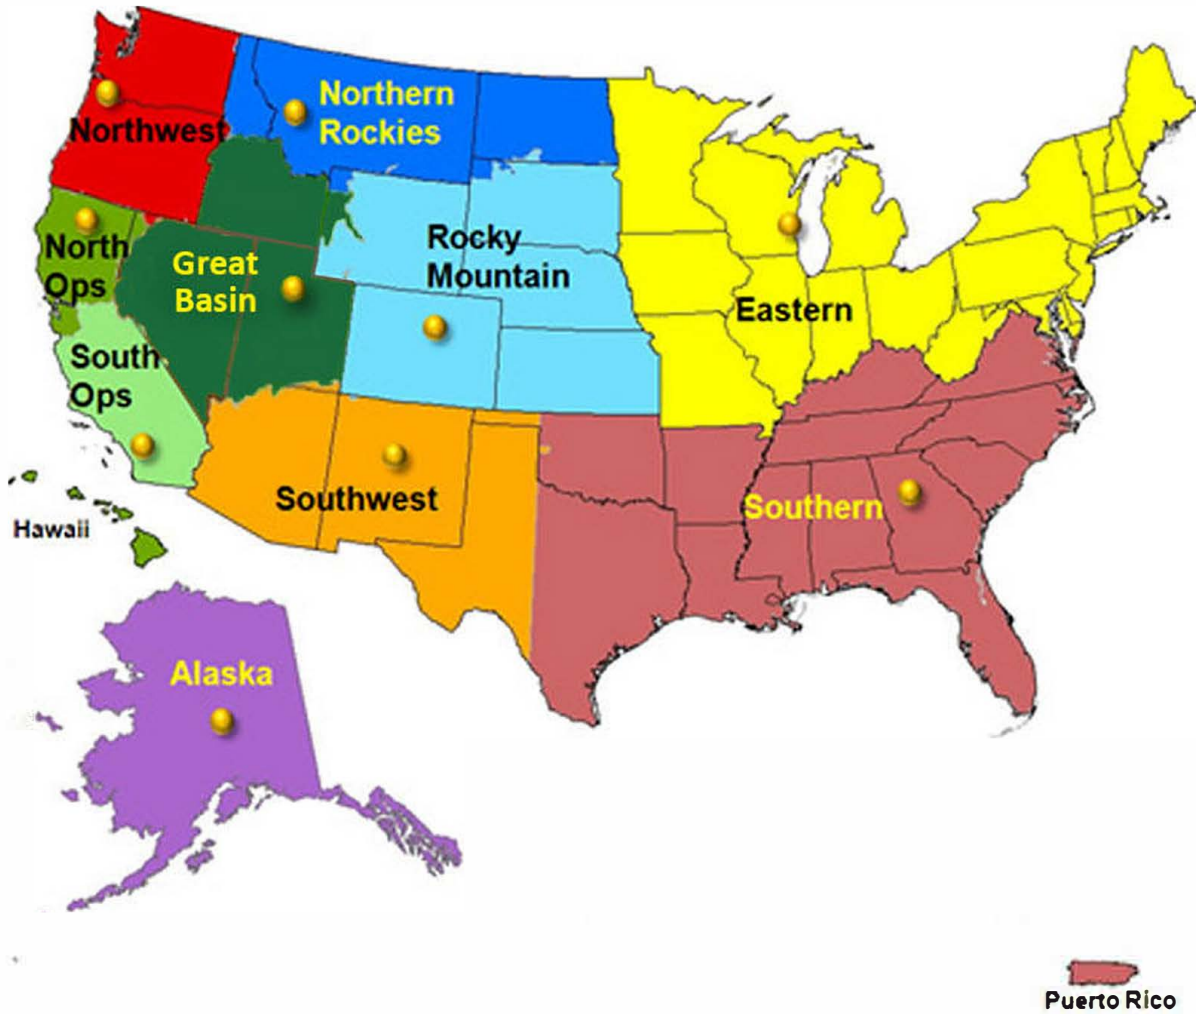 Northern
Rockies
Northwest
North
Ops
Great
Basin
Rocky
Mountain
Eastern
South
Ops
Southwest
Southern
Hawaii
Alaska
Puerto Rico